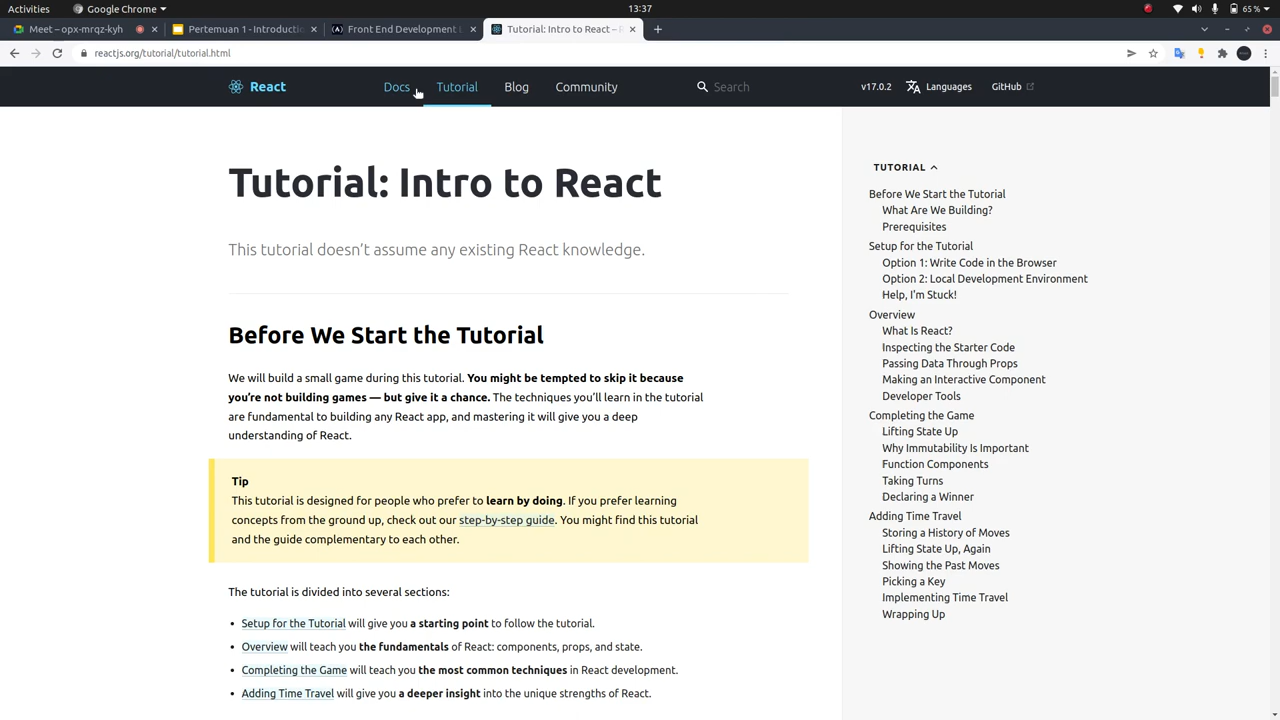 Activities
Google Chrome
13:37
65 %
Meet – opx-mrqz-kyh
Pertemuan 1 - Introductio
Front End Development L
Tutorial: Intro to React – R
reactjs.org/tutorial/tutorial.html
React
Docs
Tutorial
Blog
Community
Search
v17.0.2
Languages
GitHub
Tutorial: Intro to React
This tutorial doesn’t assume any existing React knowledge.
Before We Start the Tutorial
We will build a small game during this tutorial. You might be tempted to skip it because
you’re not building games — but give it a chance. The techniques you’ll learn in the tutorial
are fundamental to building any React app, and mastering it will give you a deep
understanding of React.
Tip
This tutorial is designed for people who prefer to learn by doing. If you prefer learning
concepts from the ground up, check out our step-by-step guide. You might find this tutorial
and the guide complementary to each other.
The tutorial is divided into several sections:
• Setup for the Tutorial will give you a starting point to follow the tutorial.
• Overview will teach you the fundamentals of React: components, props, and state.
• Completing the Game will teach you the most common techniques in React development.
• Adding Time Travel will give you a deeper insight into the unique strengths of React.
TUTORIAL
Before We Start the Tutorial
What Are We Building?
Prerequisites
Setup for the Tutorial
Option 1: Write Code in the Browser
Option 2: Local Development Environment
Help, I’m Stuck!
Overview
What Is React?
Inspecting the Starter Code
Passing Data Through Props
Making an Interactive Component
Developer Tools
Completing the Game
Lifting State Up
Why Immutability Is Important
Function Components
Taking Turns
Declaring a Winner
Adding Time Travel
Storing a History of Moves
Lifting State Up, Again
Showing the Past Moves
Picking a Key
Implementing Time Travel
Wrapping Up